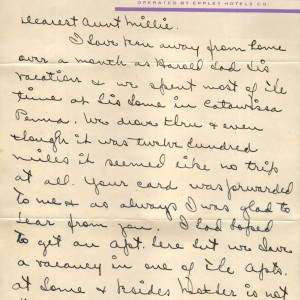 OPERATED BY EPPLEY HOTELS CO.
Dearest Aunt Millie.
I have been away from home
over a month as Harold had his
vacation & we spent most of the
time at his home in Catawissa
Penna. We drove thru & even
though it was twelve hundred
miles it seemed like no trip
at all. Your card was forwarded
to me & as always I was glad to
hear from you. I had hoped
to get an apt. here but we have
a vacancy in one of the apts.
at home & besides Mother is not